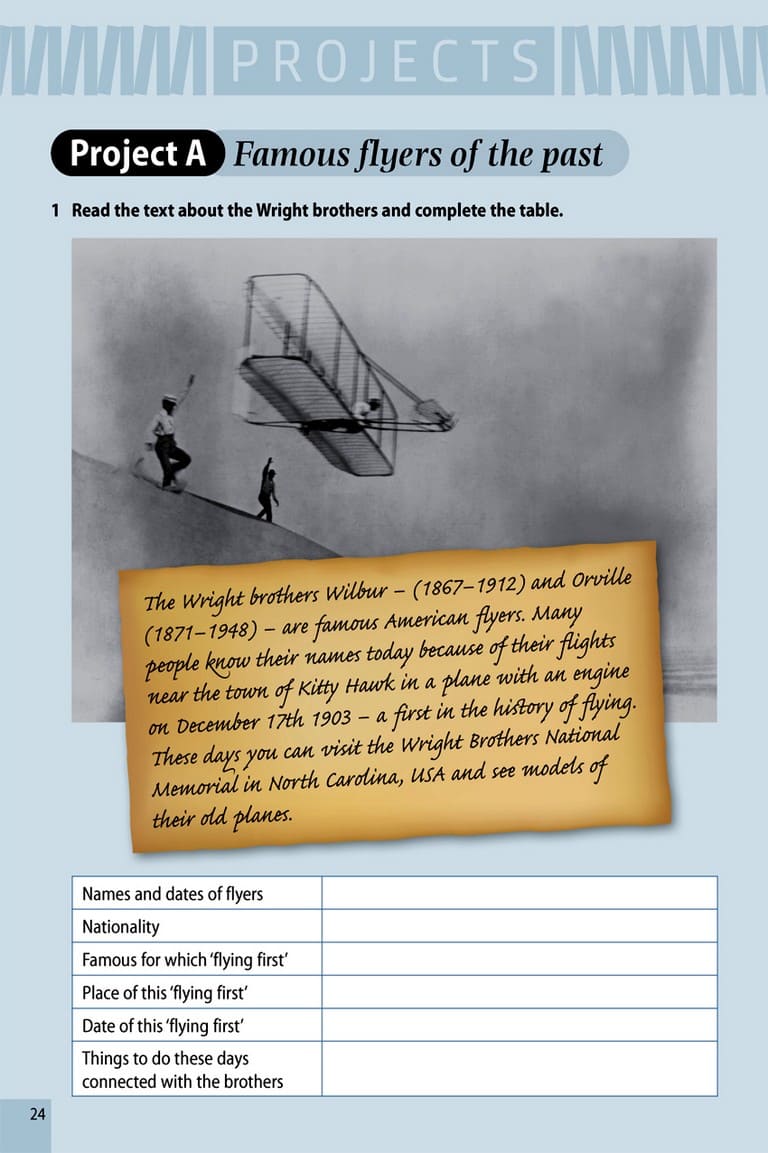 PROJECTS
Project A Famous flyers of the past
1 Read the text about the Wright brothers and complete the table.
The Wright brothers Wilbur – (1867–1912) and Orville
(1871–1948) – are famous American flyers. Many
people know their names today because of their flights
near the town of Kitty Hawk in a plane with an engine
on December 17th 1903 – a first in the history of flying.
These days you can visit the Wright Brothers National
Memorial in North Carolina, USA and see models of
their old planes.
Names and dates of flyers
Nationality
Famous for which ‘flying first’
Place of this ‘flying first’
Date of this ‘flying first’
Things to do these days
connected with the brothers
24